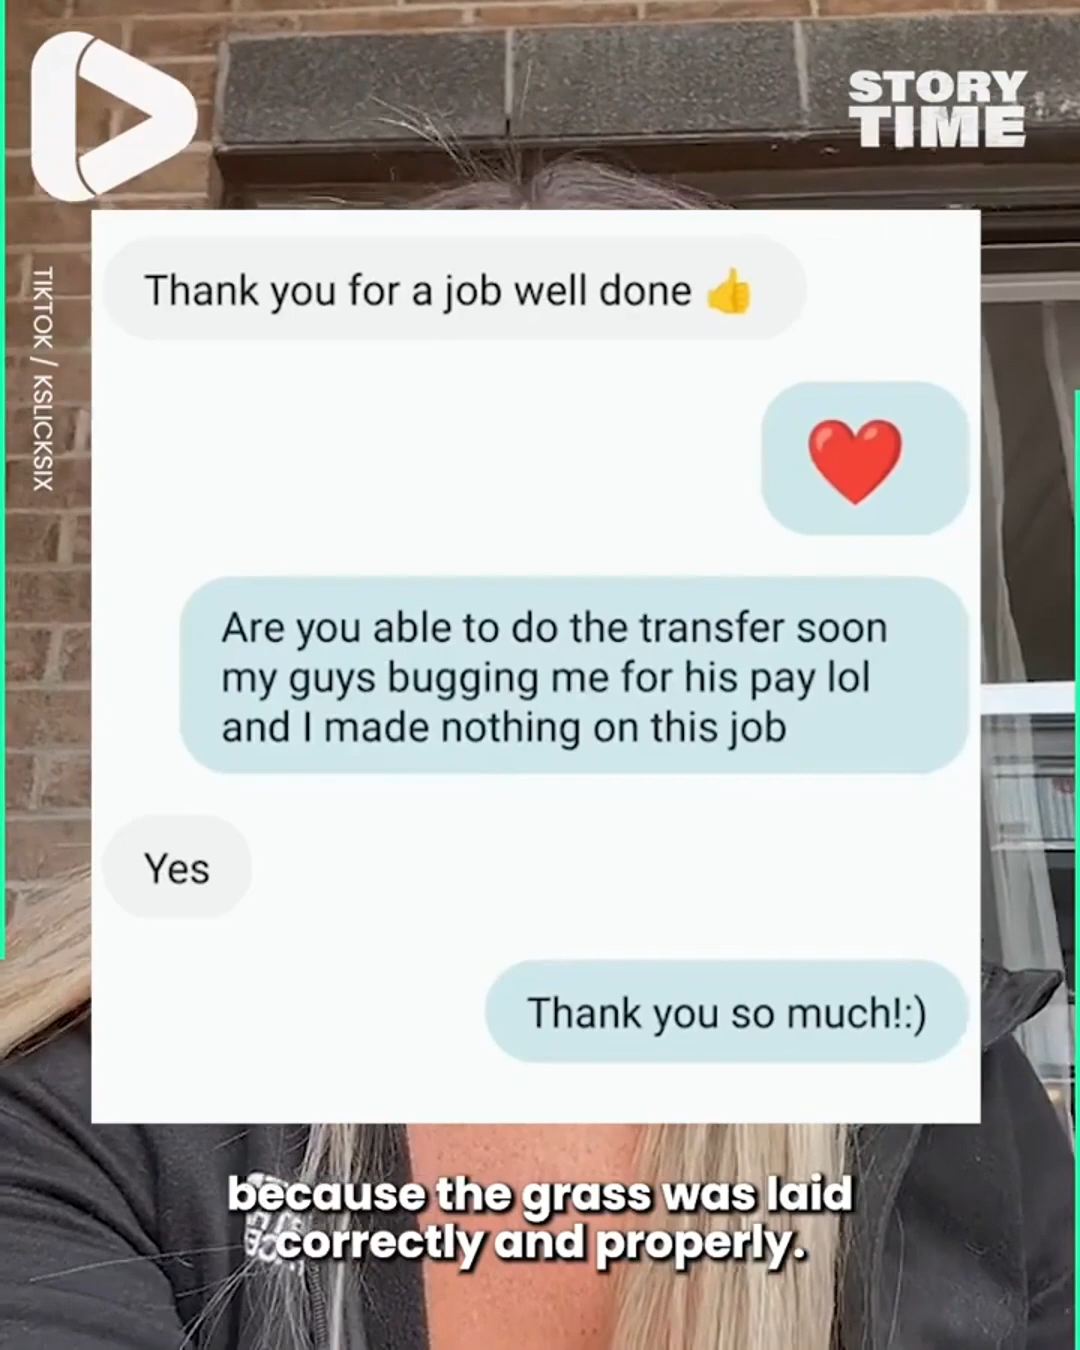 STORY
TIME
TIKTOK / KSLICKSIX
Thank you for a job well done 👍
❤️
Are you able to do the transfer soon
my guys bugging me for his pay lol
and I made nothing on this job
Yes
Thank you so much!:)
because the grass was laid
correctly and properly.